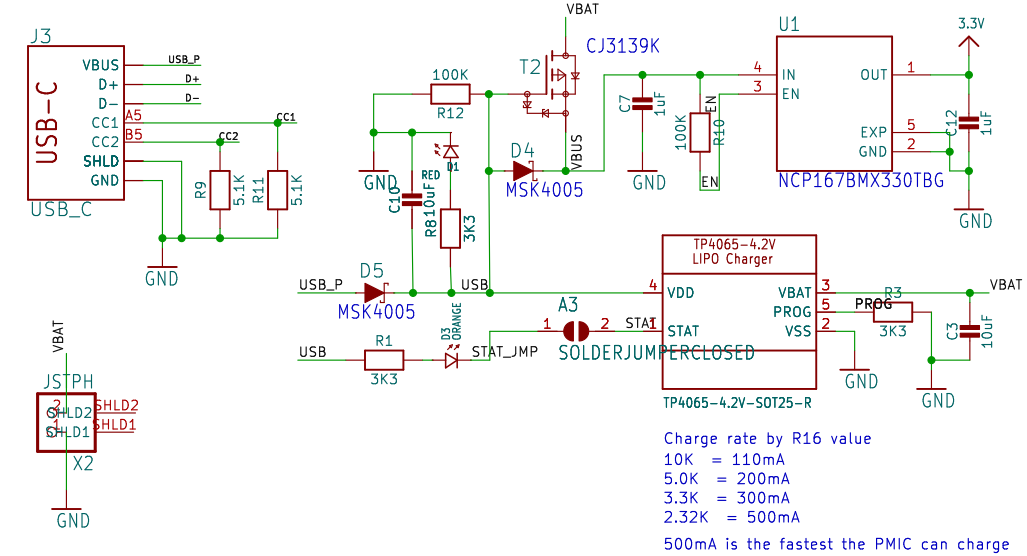 J3
USB-C
VBUS
D+
D-
CC1
CC2
SHLD
GND
A5
B5
USB_P
D+
D-
CC1
CC2
USB_C
R9
5.1K
R11
5.1K
GND
VBAT
CJ3139K
T2
100K
R12
GND
C10
10uF
RED
D1
R8
3K3
D4
MSK4005
VBUS
C7
1uF
GND
100K
R10
EN
EN
U1
4
3
IN
EN
OUT
EXP
GND
1
5
2
NCP167BMX330TBG
3.3V
C12
1uF
GND
USB_P
D5
MSK4005
USB
USB
R1
3K3
D3
ORANGE
STAT_JMP
A3
1
2
SOLDERJUMPERCLOSED
STAT
TP4065-4.2V
LIPO Charger
4
1
VDD
STAT
VBAT
PROG
VSS
3
5
2
TP4065-4.2V-SOT25-R
PROG
R3
3K3
GND
VBAT
C3
10uF
GND
VBAT
JSTPH
2
1
SHLD2
SHLD1
SHLD2
SHLD1
X2
GND
Charge rate by R16 value
10K = 110mA
5.0K = 200mA
3.3K = 300mA
2.32K = 500mA
500mA is the fastest the PMIC can charge